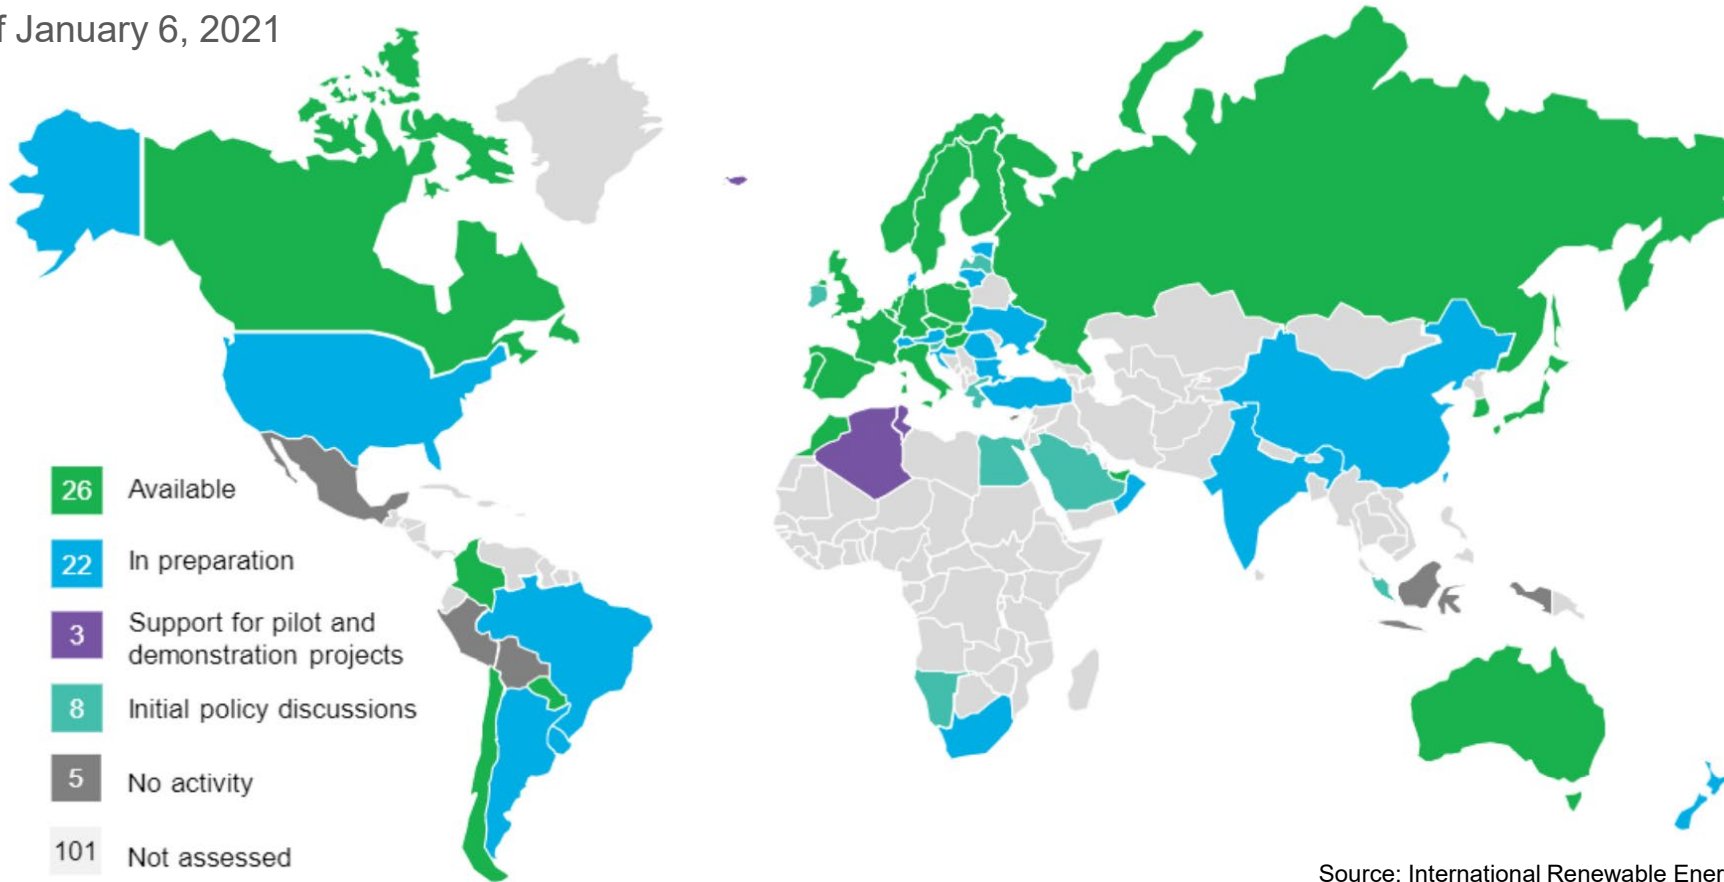 f January 6, 2021
26 Available
22 In preparation
3 Support for pilot and
demonstration projects
8 Initial policy discussions
5 No activity
101 Not assessed
Source: International Renewable Ener